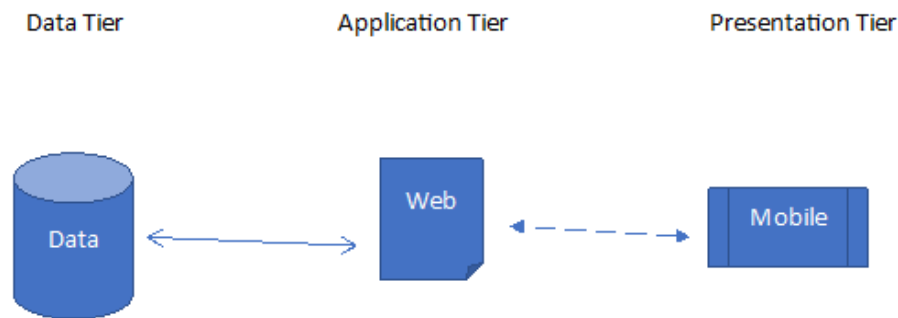 Data Tier
Application Tier
Presentation Tier
Data
Web
Mobile